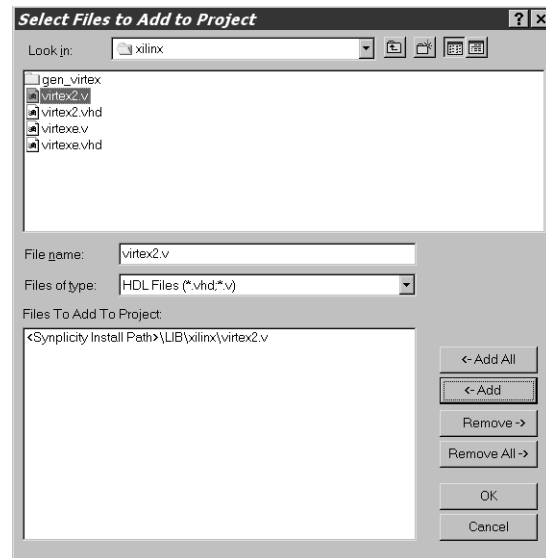 Select Files to Add to Project
Look in:
xilinx
gen_virtex
virtex2.v
virtex2.vhd
virtexe.v
virtexe.vhd
File name:
virtex2.v
Files of type:
HDL Files (*.vhd;*.v)
Files To Add To Project:
<Synplicity Install Path>\LIB\xilinx\virtex2.v
<- Add All
<- Add
Remove ->
Remove All ->
OK
Cancel